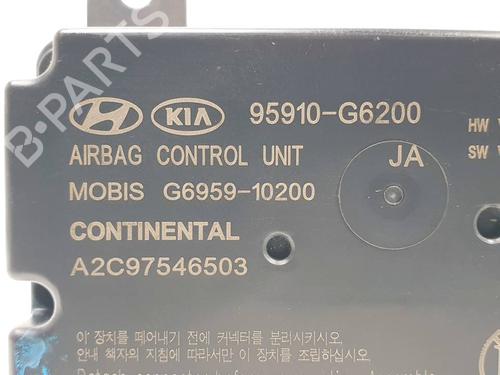 KIA 95910-G6200
AIRBAG CONTROL UNIT JA
MOBIS G6959-10200
CONTINENTAL
A2C97546503
HW
SW
이 장치를 떼어내기 전에 커넥터를 분리시키시오.
안내 책자의 지침에 따라서만 이 장치를 조립하십시오.
B-PARTS